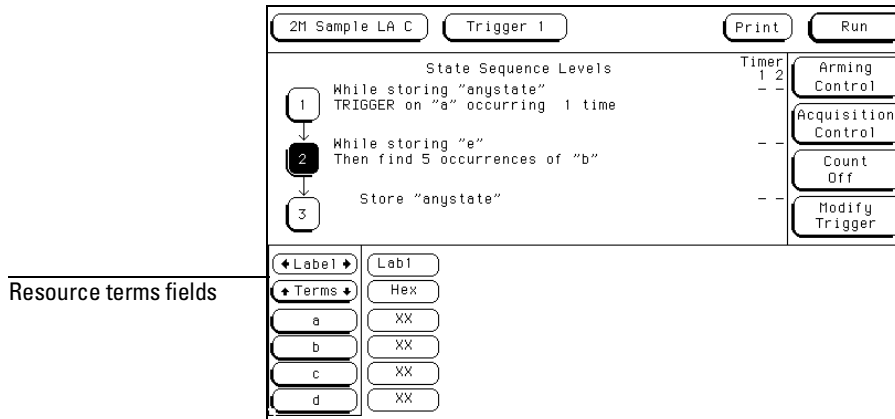 2M Sample LA C Trigger 1 Print Run
State Sequence Levels
Timer
1 2
Arming
Control
1 While storing "anystate" - -
TRIGGER on "a" occurring 1 time
Acquisition
Control
2 While storing "e" - -
Then find 5 occurrences of "b"
Count
Off
3 Store "anystate" - -
Modify
Trigger
Label Lab1
Resource terms fields
Terms Hex
a XX
b XX
c XX
d XX